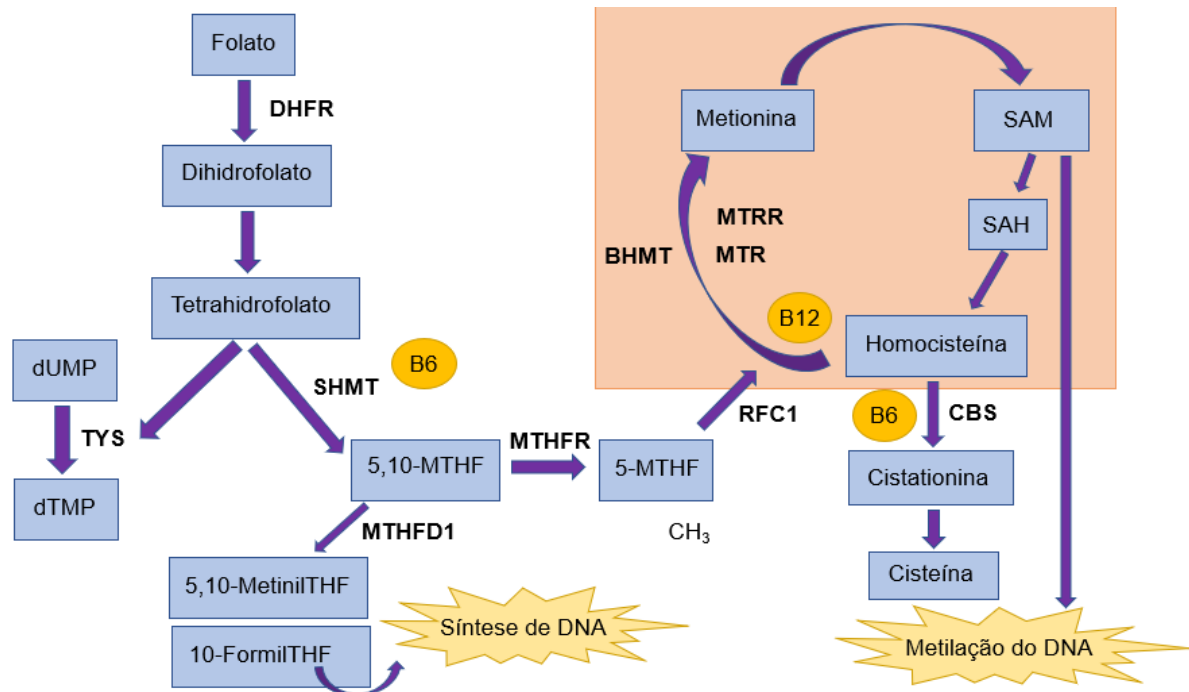 Folato
DHFR
Dihidrofolato
Tetrahidrofolato
dUMP
TYS
dTMP
SHMT
B6
5,10-MTHF
MTHFR
5-MTHF
CH₃
MTHFD1
5,10-MetinilTHF
10-FormilTHF
Síntese de DNA
RFC1
Metionina
SAM
SAH
BHMT
MTRR
MTR
B12
Homocisteína
B6
CBS
Cistationina
Cisteína
Metilação do DNA